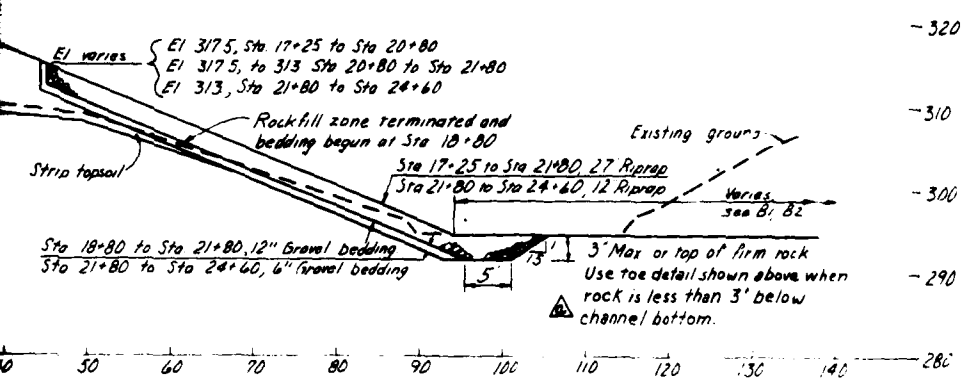 320
El varies
El 317.5, Sta. 17+25 to Sta 20+80
El 317.5, to 313 Sta 20+80 to Sta 21+80
El 313, Sta 21+80 to Sta 24+60
310
Rockfill zone terminated and
bedding begun at Sta 18+80
Existing ground
Strip topsoil
Sta 17+25 to Sta 21+80, 27 Riprap
Sta 21+80 to Sta 24+60, 12 Riprap
300
Varies
see B1, B2
Sta 18+80 to Sta 21+80, 12" Gravel bedding
Sta 21+80 to Sta 24+60, 6" Gravel bedding
1
1.5
5'
3' Max or top of firm rock
Use toe detail shown above when
rock is less than 3' below
channel bottom.
a
290
280
60 70 80 90 100 110 120 130 140